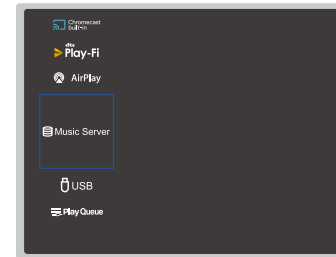 Chromecast
built-in
dts
Play-Fi
AirPlay
Music Server
USB
Play Queue